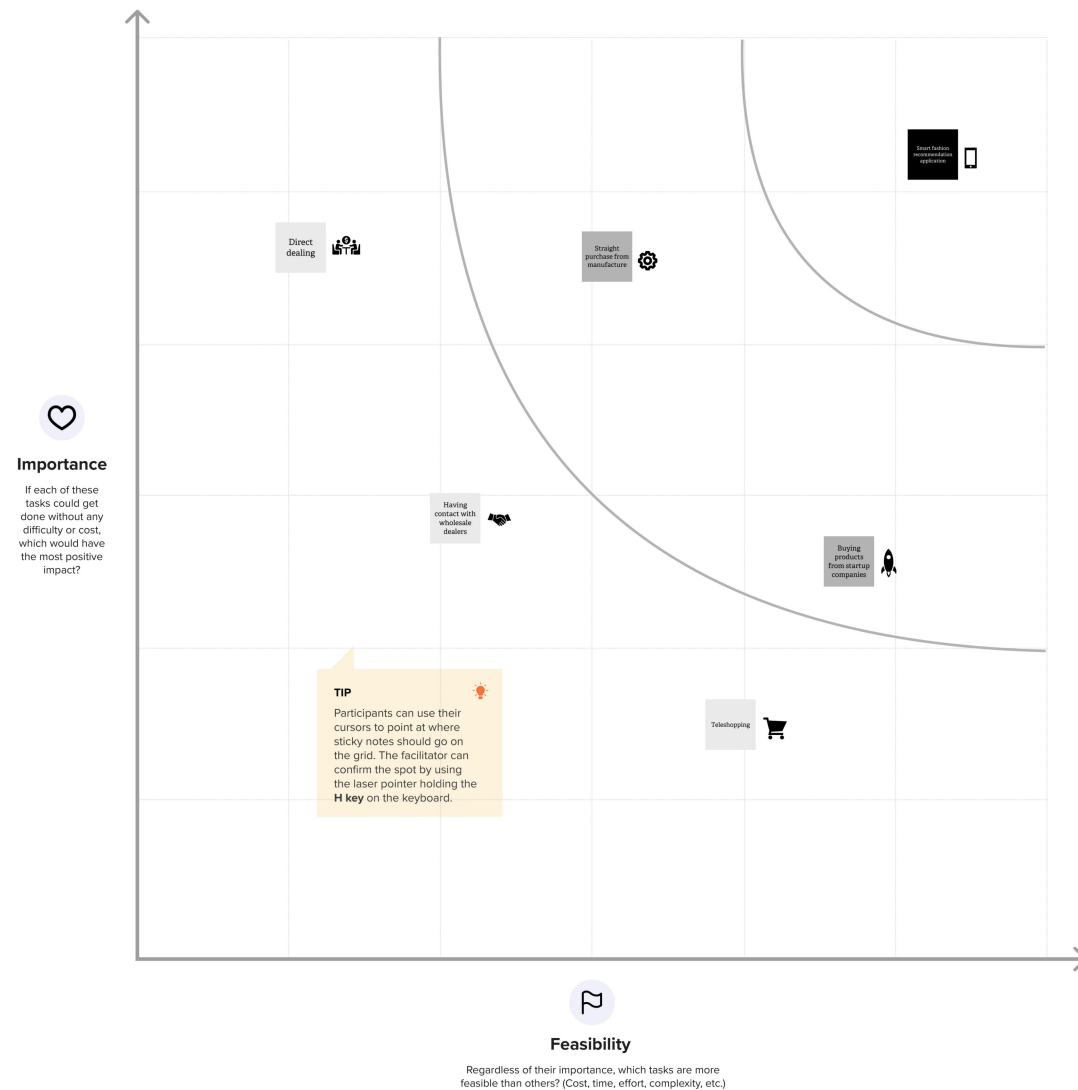 Smart fashion
recommendation
application
Direct
dealing
Straight
purchase from
manufacture
Importance
If each of these
tasks could get
done without any
difficulty or cost,
which would have
the most positive
impact?
Having
contact with
wholesale
dealers
Buying
products
from startup
companies
TIP
Participants can use their
cursors to point at where
sticky notes should go on
the grid. The facilitator can
confirm the spot by using
the laser pointer holding the
H key on the keyboard.
Teleshopping
Feasibility
Regardless of their importance, which tasks are more
feasible than others? (Cost, time, effort, complexity, etc.)